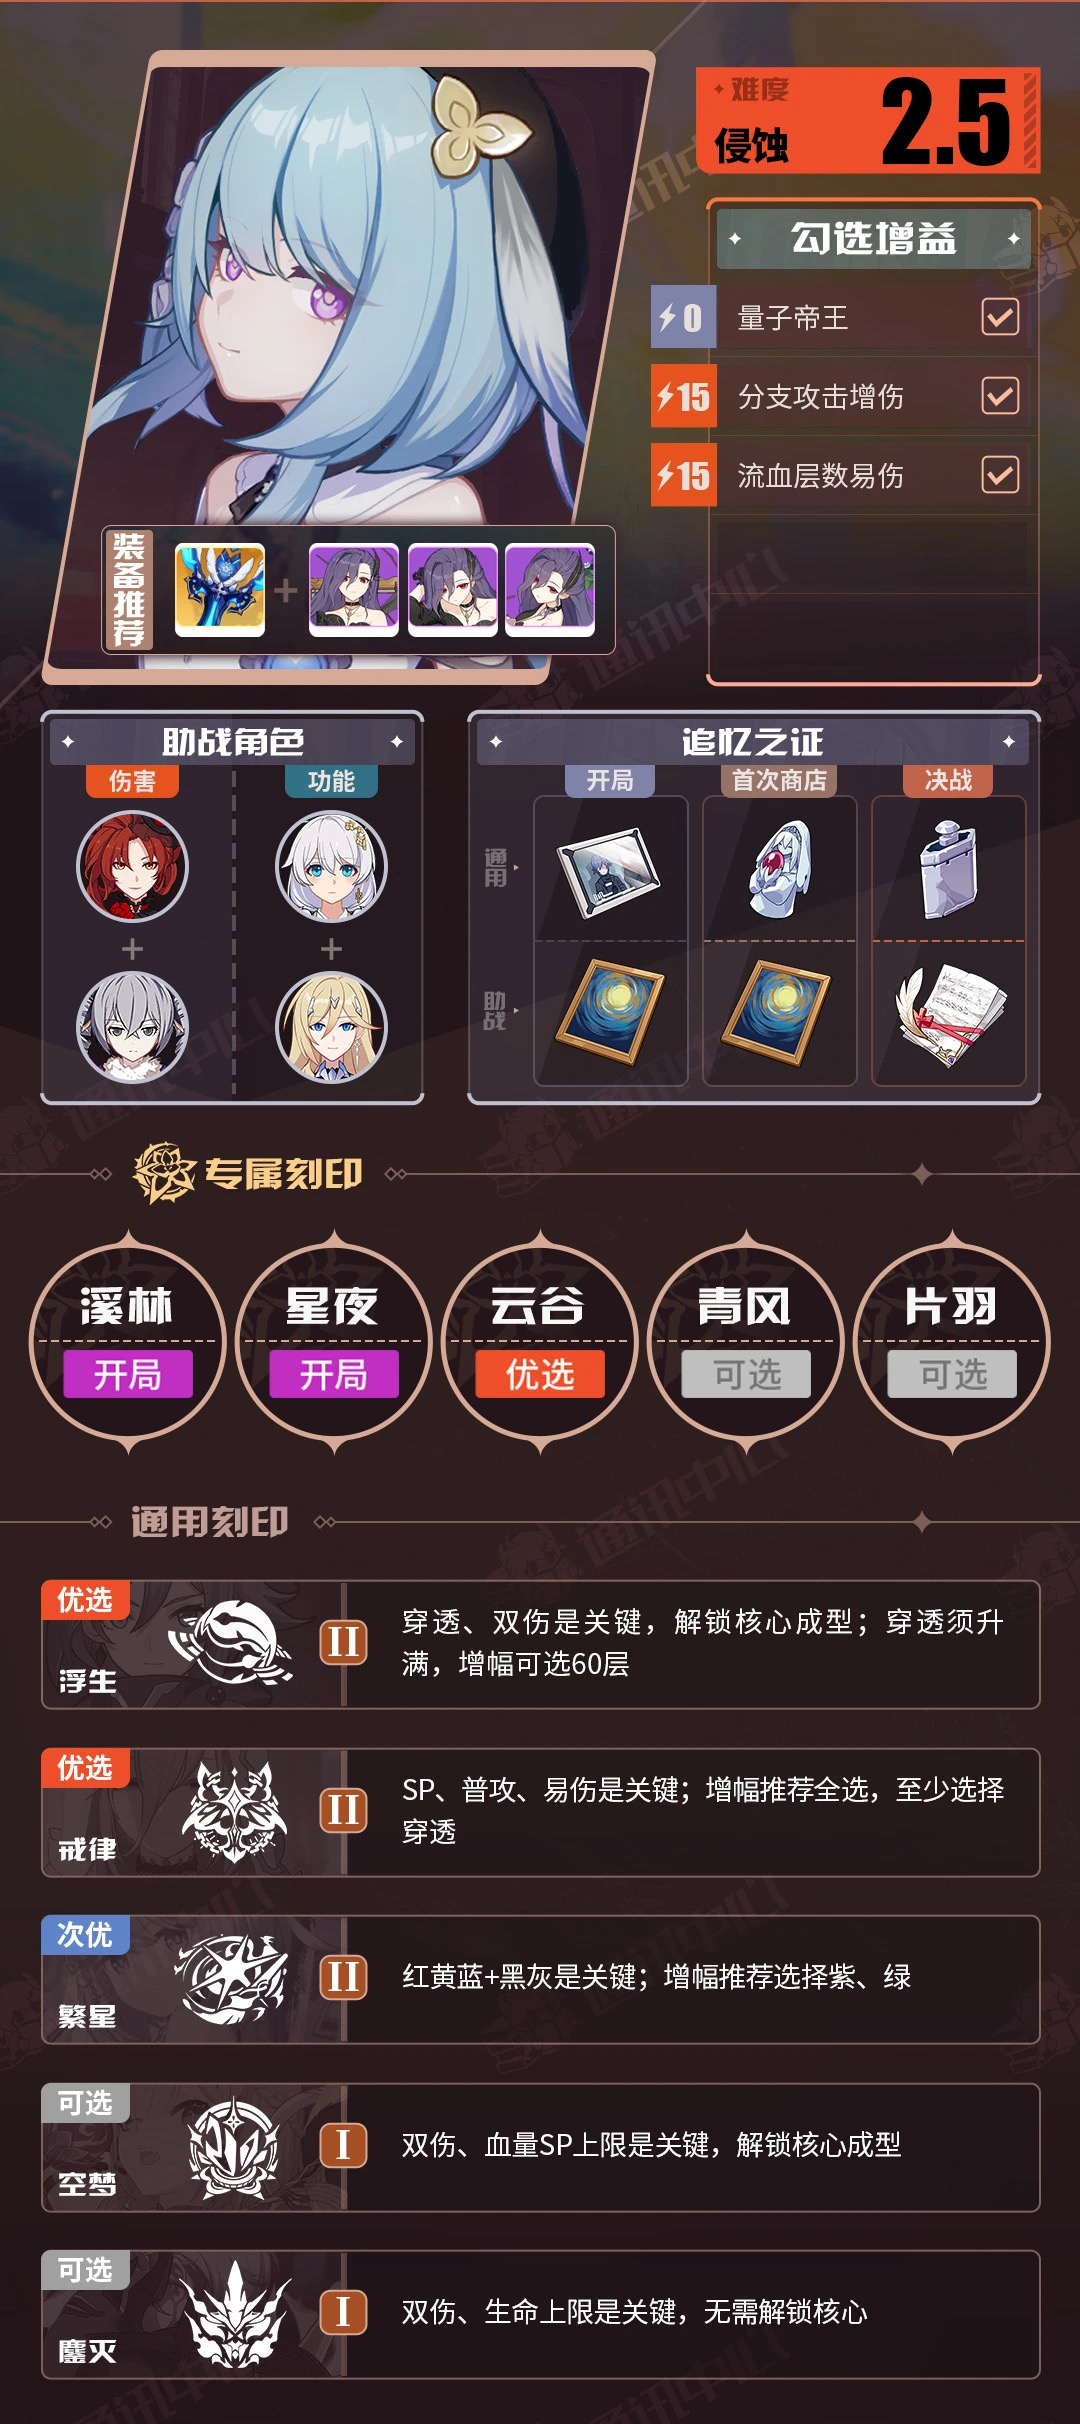 难度
侵蚀
2.5
勾选增益
0 量子帝王
15 分支攻击增伤
15 流血层数易伤
装备推荐
助战角色
伤害 功能
追忆之证
开局 首次商店 决战
通用
助战
专属刻印
溪林 星夜 云谷 青风 片羽
开局 开局 优选 可选 可选
通用刻印
优选
浮生
II
穿透、双伤是关键，解锁核心成型；穿透须升
满，增幅可选60层
优选
戒律
II
SP、普攻、易伤是关键；增幅推荐全选，至少选择
穿透
次优
繁星
II
红黄蓝+黑灰是关键；增幅推荐选择紫、绿
可选
空梦
I
双伤、血量SP上限是关键，解锁核心成型
可选
鏖灭
I
双伤、生命上限是关键，无需解锁核心
通讯中心